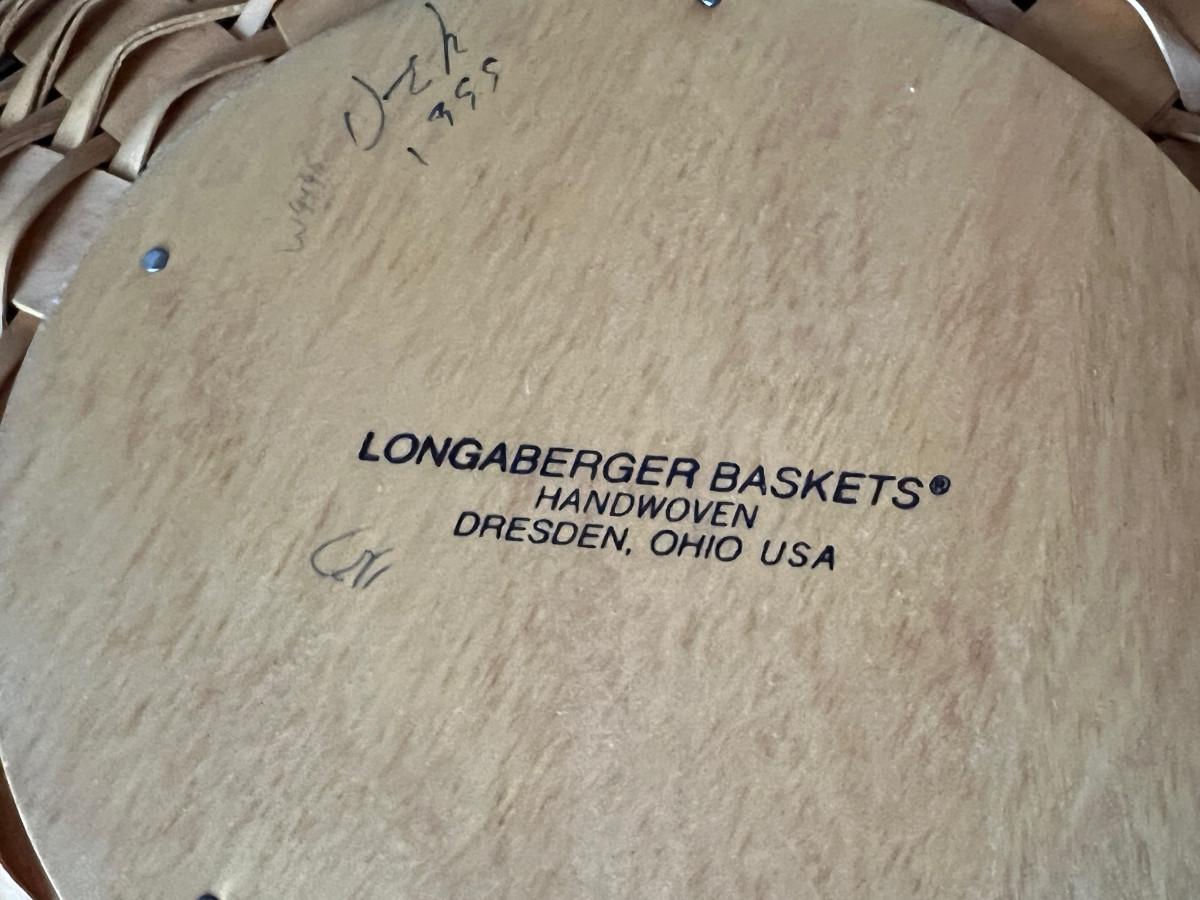 1999
LONGABERGER BASKETS®
HANDWOVEN
DRESDEN, OHIO USA